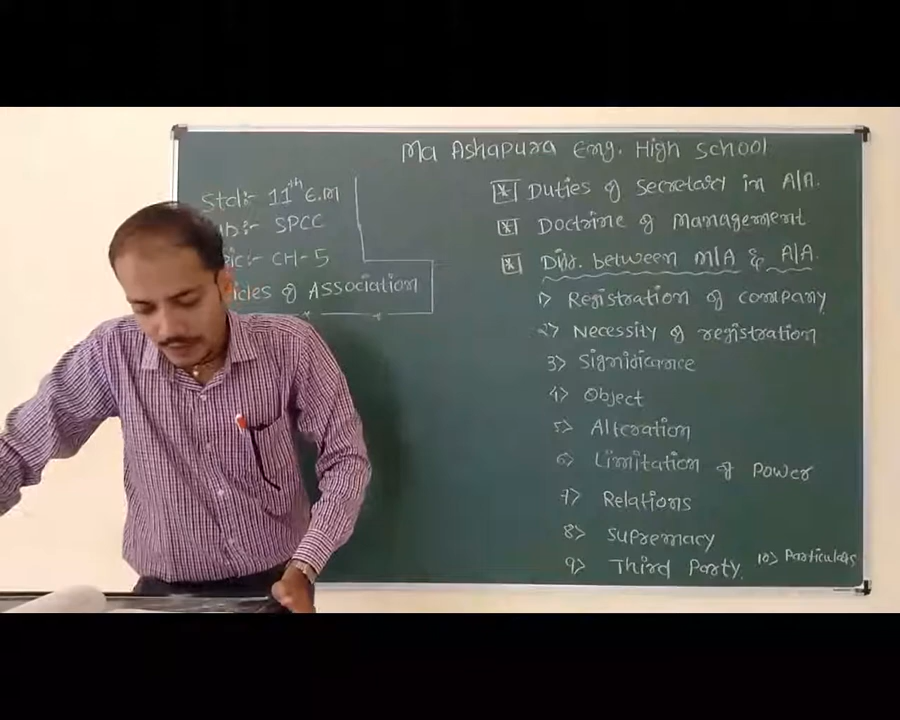 Ma Ashapura Eng. High School
Std:- 11th E.M
SPCC
CH-5
of Association
* Duties of Secretary in A/A.
* Doctrine of Management
* Diff. between M/A & A/A.
1> Registration of company
2> Necessity of registration
3> Significance
4> Object
5> Alteration
6> Limitation of Power
7> Relations
8> Supremacy
9> Third Party
10> Particulars